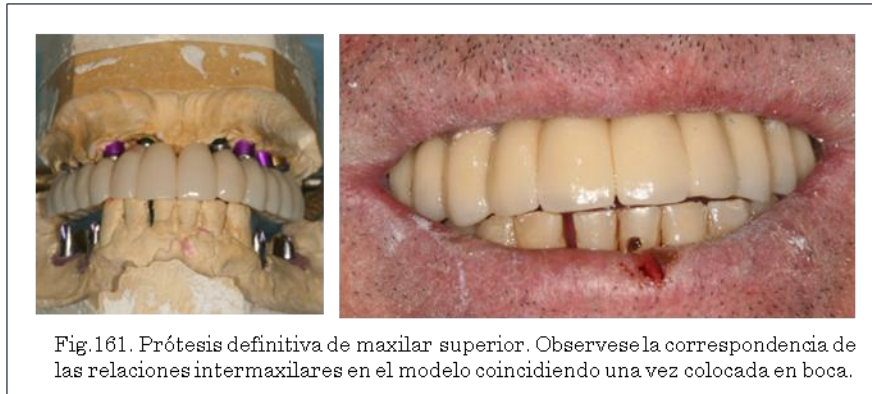 Fig.161. Prótesis definitiva de maxilar superior. Observese la correspondencia de
las relaciones intermaxilares en el modelo coincidiendo una vez colocada en boca.